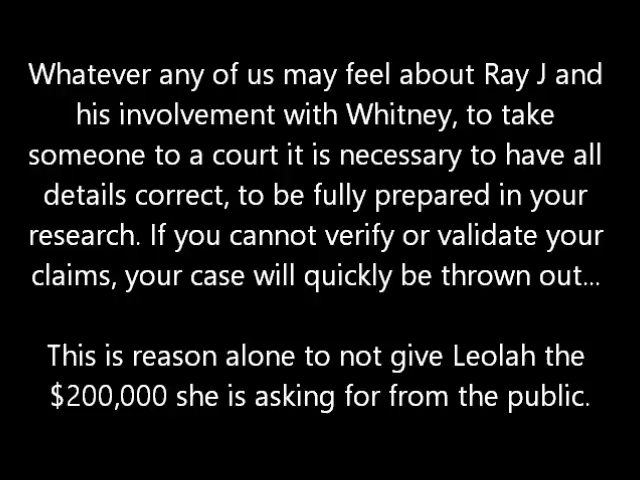 Whatever any of us may feel about Ray J and
his involvement with Whitney, to take
someone to a court it is necessary to have all
details correct, to be fully prepared in your
research. If you cannot verify or validate your
claims, your case will quickly be thrown out...
This is reason alone to not give Leolah the
$200,000 she is asking for from the public.